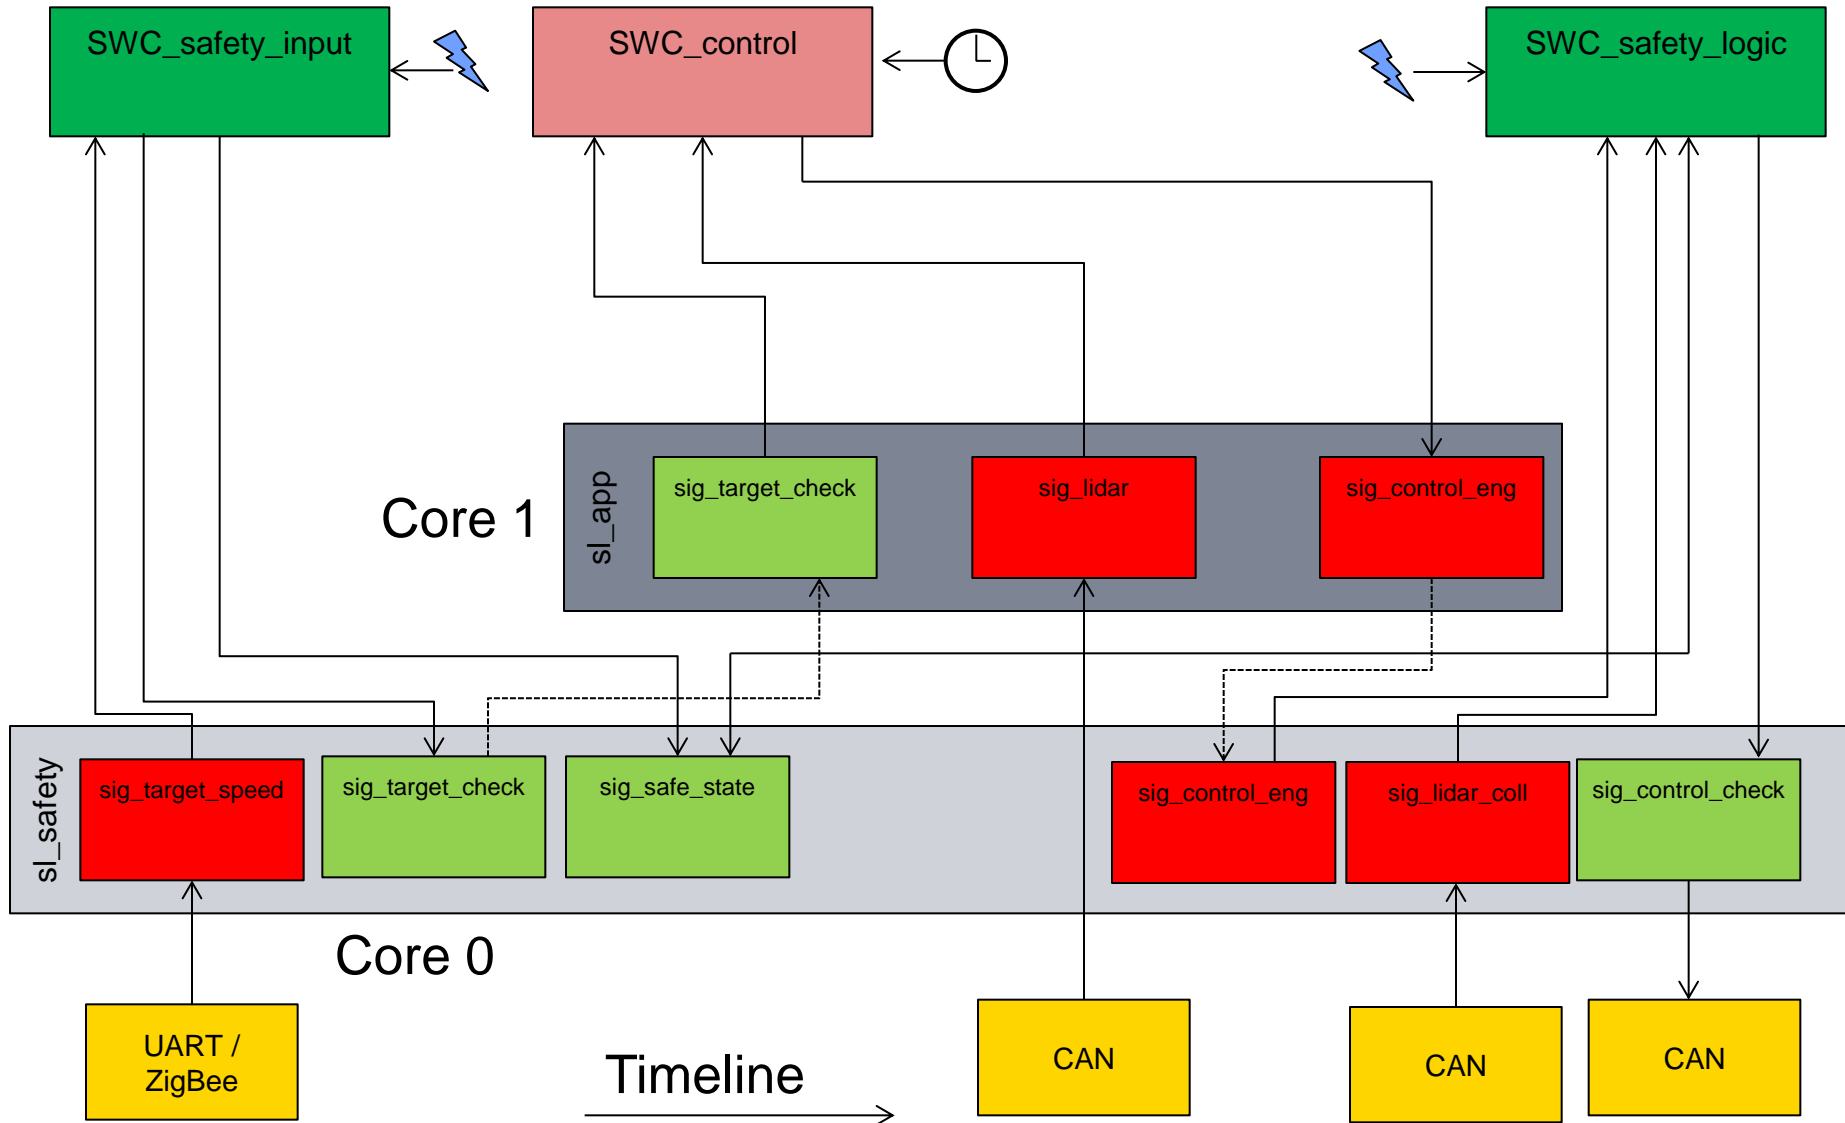 SWC_safety_input
SWC_control
SWC_safety_logic
Core 1
sl_app
sig_target_check
sig_lidar
sig_control_eng
sl_safety
sig_target_speed
sig_target_check
sig_safe_state
sig_control_eng
sig_lidar_coll
sig_control_check
Core 0
UART /
ZigBee
Timeline
CAN
CAN
CAN